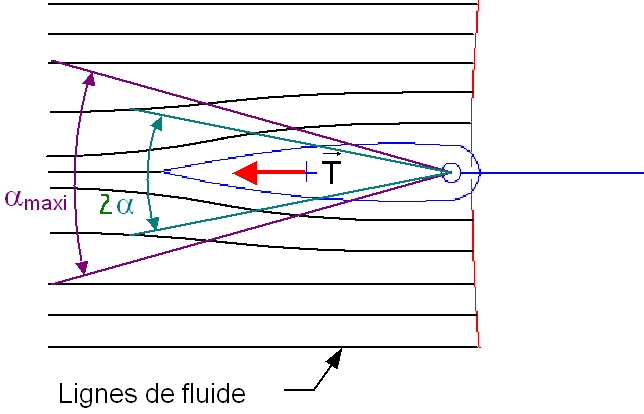 T
αmaxi
2α
Lignes de fluide